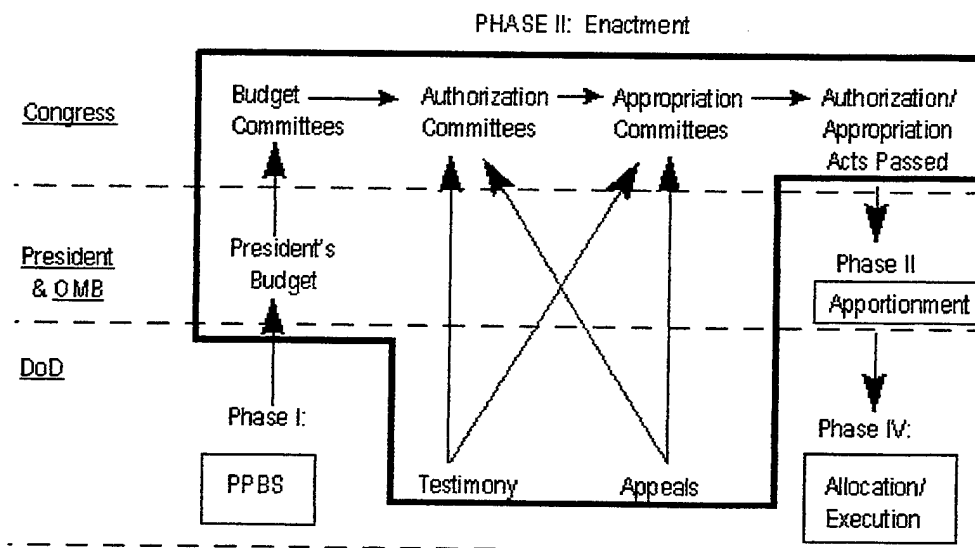 PHASE II: Enactment
Congress
Budget
Committees
Authorization
Committees
Appropriation
Committees
Authorization/
Appropriation
Acts Passed
President
& OMB
President's
Budget
Phase II
Apportionment
DoD
Phase I:
PPBS
Testimony
Appeals
Phase IV:
Allocation/
Execution